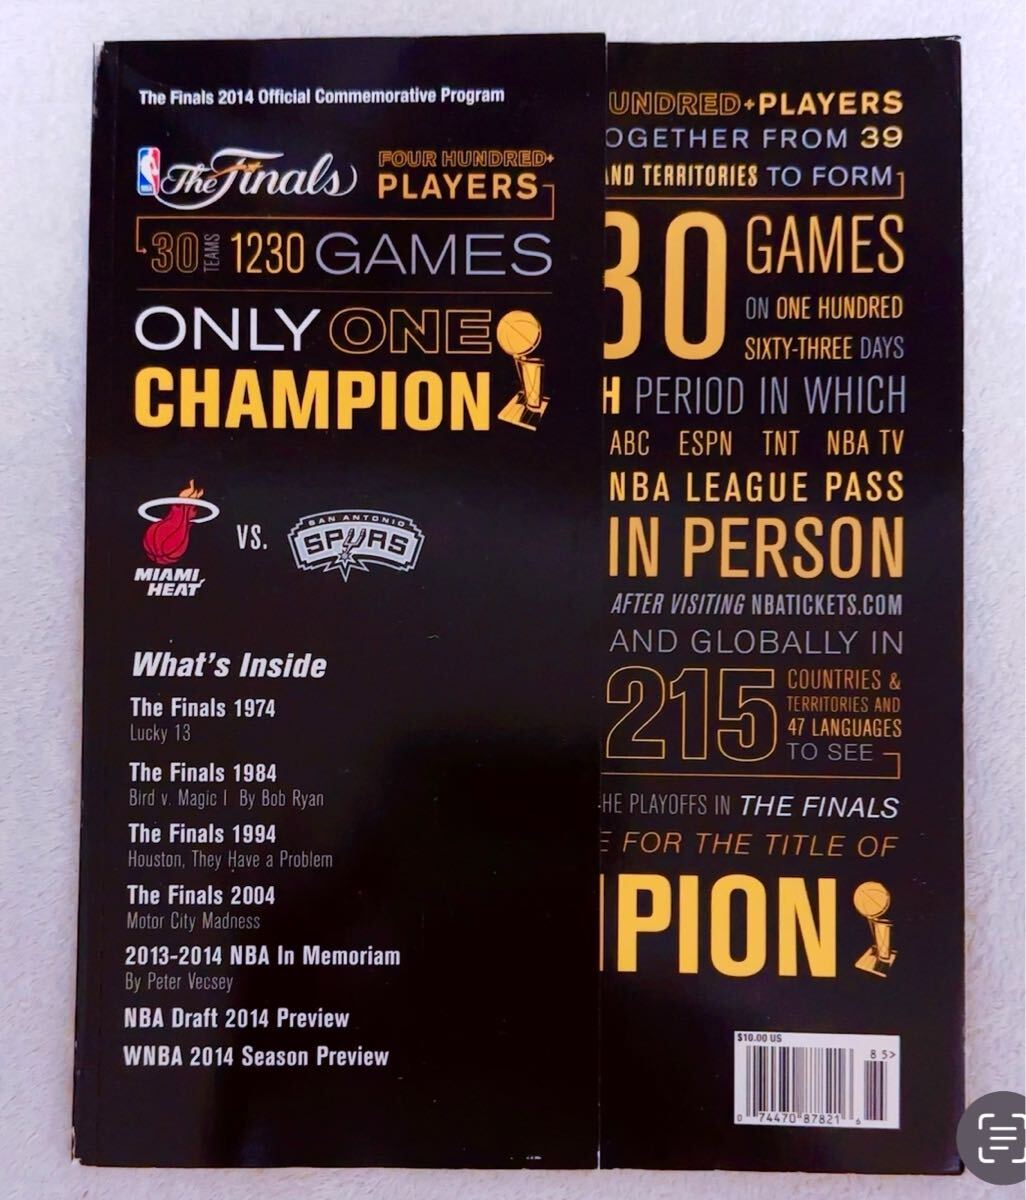 The Finals 2014 Official Commemorative Program
NBA
The Finals
FOUR HUNDRED+
PLAYERS
30 TEAMS 1230 GAMES
ONLY ONE
CHAMPION
MIAMI
HEAT
VS.
SAN ANTONIO
SPURS
What's Inside
The Finals 1974
Lucky 13
The Finals 1984
Bird v. Magic I By Bob Ryan
The Finals 1994
Houston, They Have a Problem
The Finals 2004
Motor City Madness
2013-2014 NBA In Memoriam
By Peter Vecsey
NBA Draft 2014 Preview
WNBA 2014 Season Preview
UNDRED+PLAYERS
OGETHER FROM 39
AND TERRITORIES TO FORM
30 GAMES
ON ONE HUNDRED
SIXTY-THREE DAYS
H PERIOD IN WHICH
ABC ESPN TNT NBA TV
NBA LEAGUE PASS
IN PERSON
AFTER VISITING NBATICKETS.COM
AND GLOBALLY IN
215
COUNTRIES &
TERRITORIES AND
47 LANGUAGES
TO SEE
HE PLAYOFFS IN THE FINALS
E FOR THE TITLE OF
PION
$10.00 US
8 5>
0 74470 87821 6